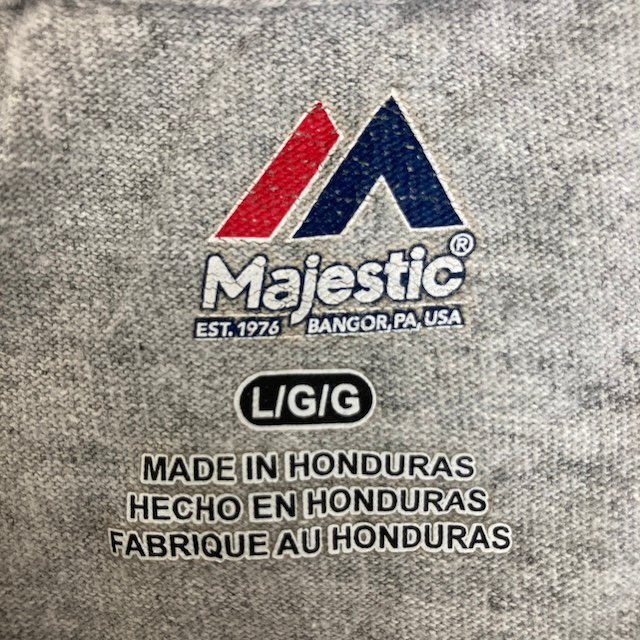 Majestic®
EST. 1976 BANGOR, PA, USA
L/G/G
MADE IN HONDURAS
HECHO EN HONDURAS
FABRIQUE AU HONDURAS